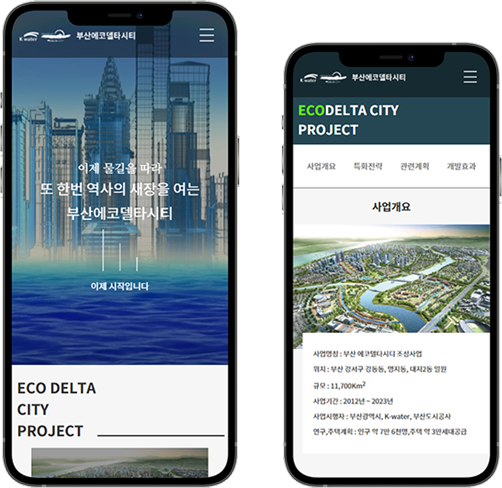 K-water
부산에코델타시티
이제 물길을 따라
또 한번 역사의 새장을 여는
부산에코델타시티
이제 시작입니다
ECO DELTA
CITY
PROJECT
K-water
부산에코델타시티
ECODELTA CITY
PROJECT
사업개요 특화전략 관련계획 개발효과
사업개요
사업명칭 : 부산 에코델타시티 조성사업
위치 : 부산 강서구 강동동, 명지동, 대저2동 일원
규모 : 11,700Km²
사업기간 : 2012년 ~ 2023년
사업시행자 : 부산광역시, K-water, 부산도시공사
연구,주택계획 : 인구 약 7만 6천명,주택 약 3만세대공급